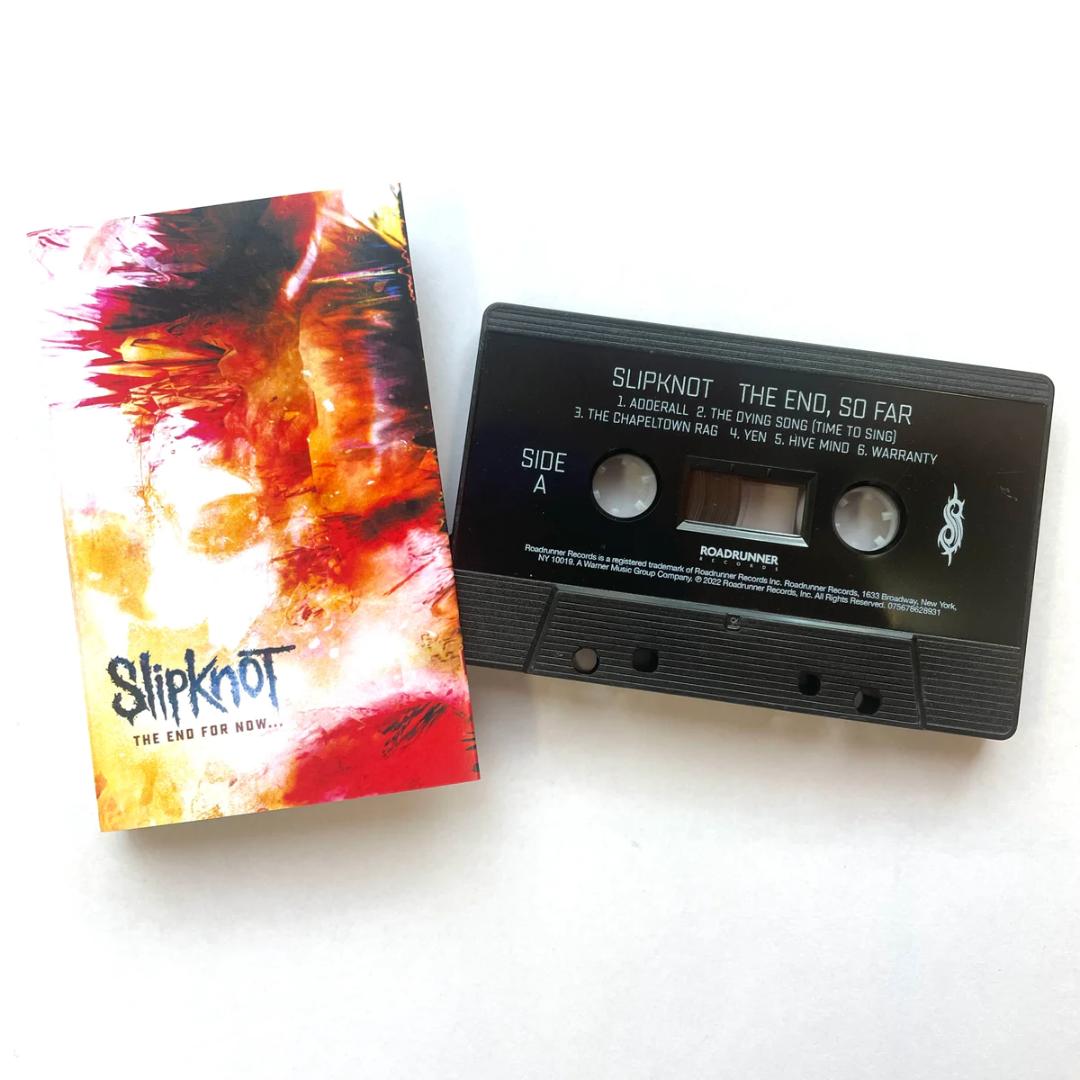 SLIPKNOT
THE END FOR NOW...
SLIPKNOT THE END, SO FAR
1. ADDERALL 2. THE DYING SONG (TIME TO SING)
3. THE CHAPELTOWN RAG 4. YEN 5. HIVE MIND 6. WARRANTY
SIDE
A
S
ROADRUNNER
RECORDS
Roadrunner Records is a registered trademark of Roadrunner Records Inc. Roadrunner Records, 1633 Broadway, New York,
NY 10019. A Warner Music Group Company. ℗ 2022 Roadrunner Records, Inc. All Rights Reserved. 075678628931